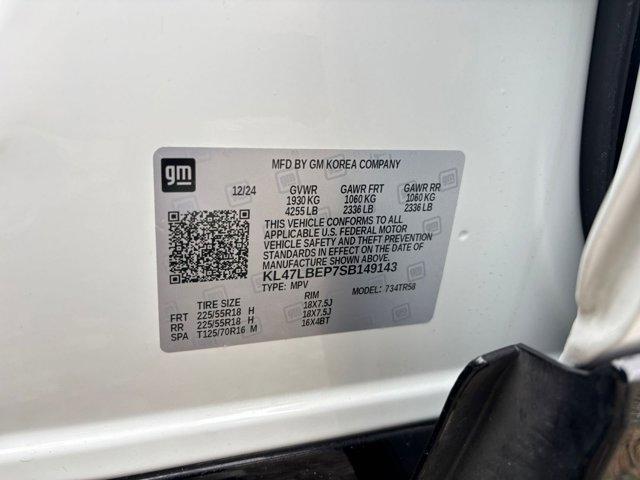 gm
MFD BY GM KOREA COMPANY
12/24 GVWR GAWR FRT GAWR RR
1930 KG 1060 KG 1060 KG
4255 LB 2336 LB 2336 LB
THIS VEHICLE CONFORMS TO ALL
APPLICABLE U.S. FEDERAL MOTOR
VEHICLE SAFETY AND THEFT PREVENTION
STANDARDS IN EFFECT ON THE DATE OF
MANUFACTURE SHOWN ABOVE.
KL47LBEP7SB149143
TYPE: MPV MODEL: 734TR58
TIRE SIZE RIM
FRT 225/55R18 H 18X7.5J
RR 225/55R18 H 18X7.5J
SPA T125/70R16 M 16X4BT